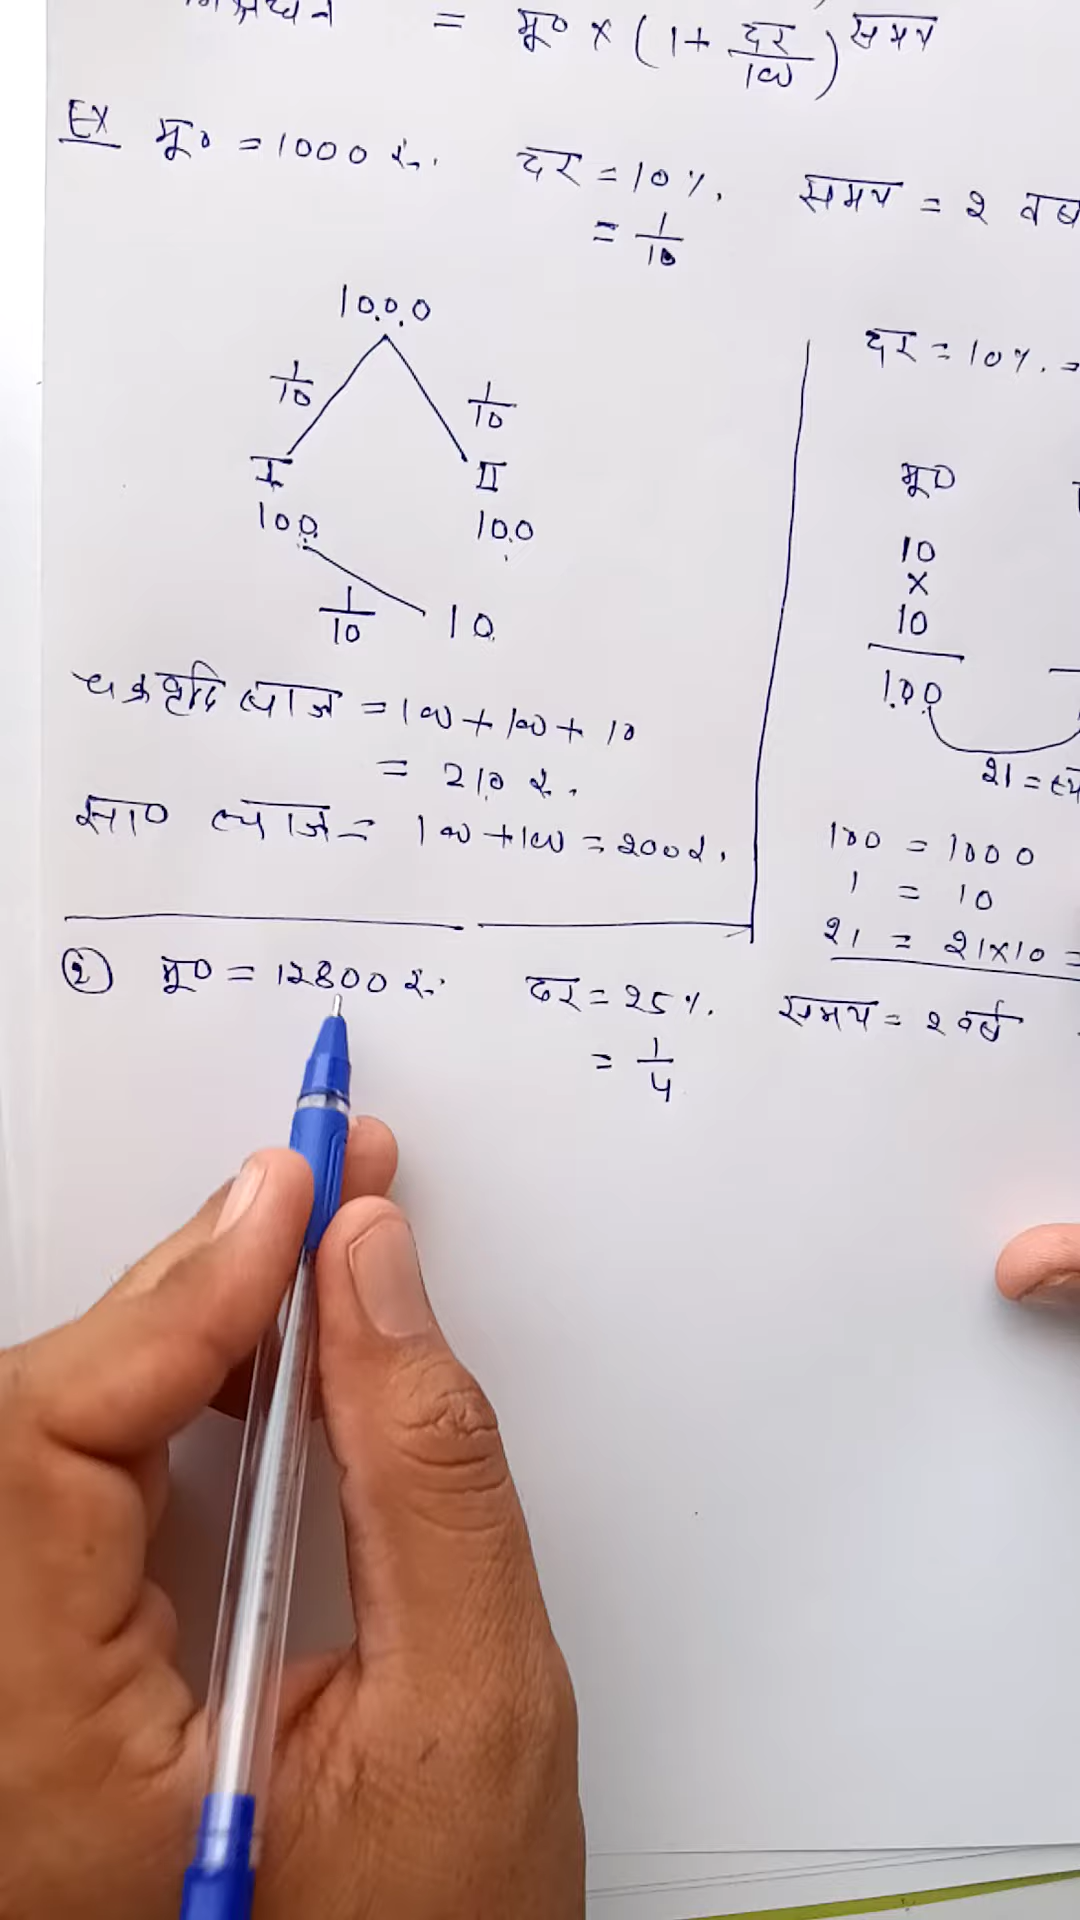 = मू० × (1 + दर/100)^समय
Ex मू० = 1000 रु. दर = 10%. समय = २ वर्ष
= 1/10
1000
1/10 1/10
I II
100 100
1/10 10
चक्रवृद्धि ब्याज = 100 + 100 + 10
= 210 रु.
सा० ब्याज = 100 + 100 = 200 रु.
दर = 10%. =
मू०
10
×
10
100
21 =
100 = 1000
1 = 10
21 = 21×10 =
② मू० = 12800 रु. दर = 25%. समय = २ वर्ष
= 1/4